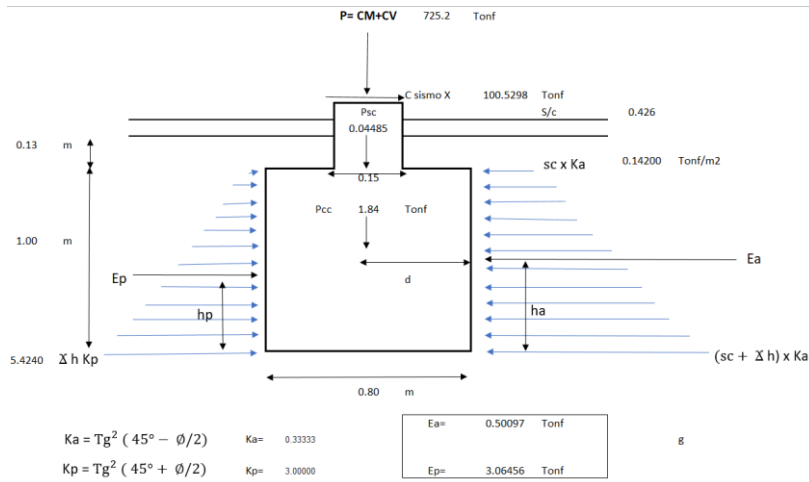 P= CM+CV 725.2 Tonf
C sismo X 100.5298 Tonf
Psc S/c 0.426
0.04485
0.13 m
sc x Ka 0.14200 Tonf/m2
0.15
Pcc 1.84 Tonf
1.00 m
Ep Ea
d
hp ha
5.4240 ɣ h Kp (sc + ɣ h) x Ka
0.80 m
Ea= 0.50097 Tonf
Ka = Tg² ( 45° − Ø/2) Ka= 0.33333 g
Kp = Tg² ( 45° + Ø/2) Kp= 3.00000 Ep= 3.06456 Tonf